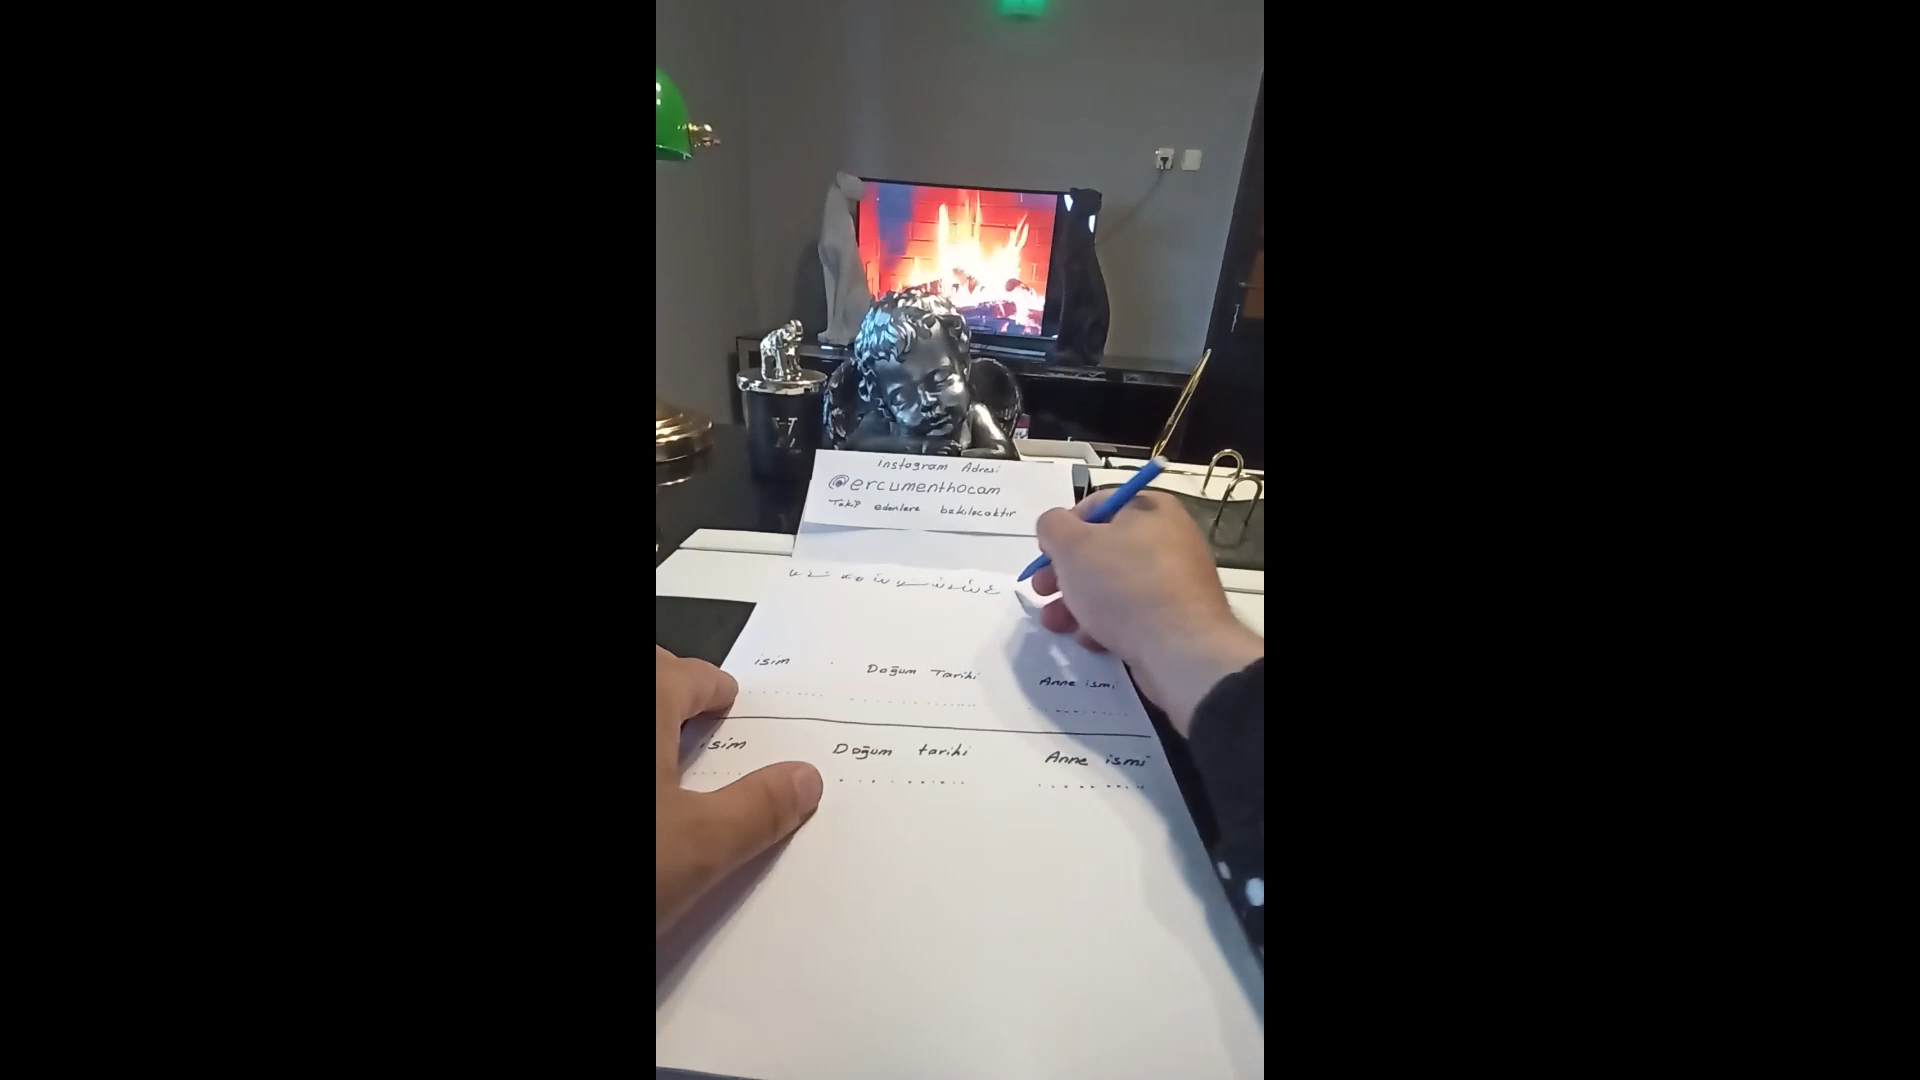 instagram Adresi
@ercumenthocam
Takip edenlere bakılacaktır
isim Doğum Tarihi Anne ismi
isim Doğum tarihi Anne ismi